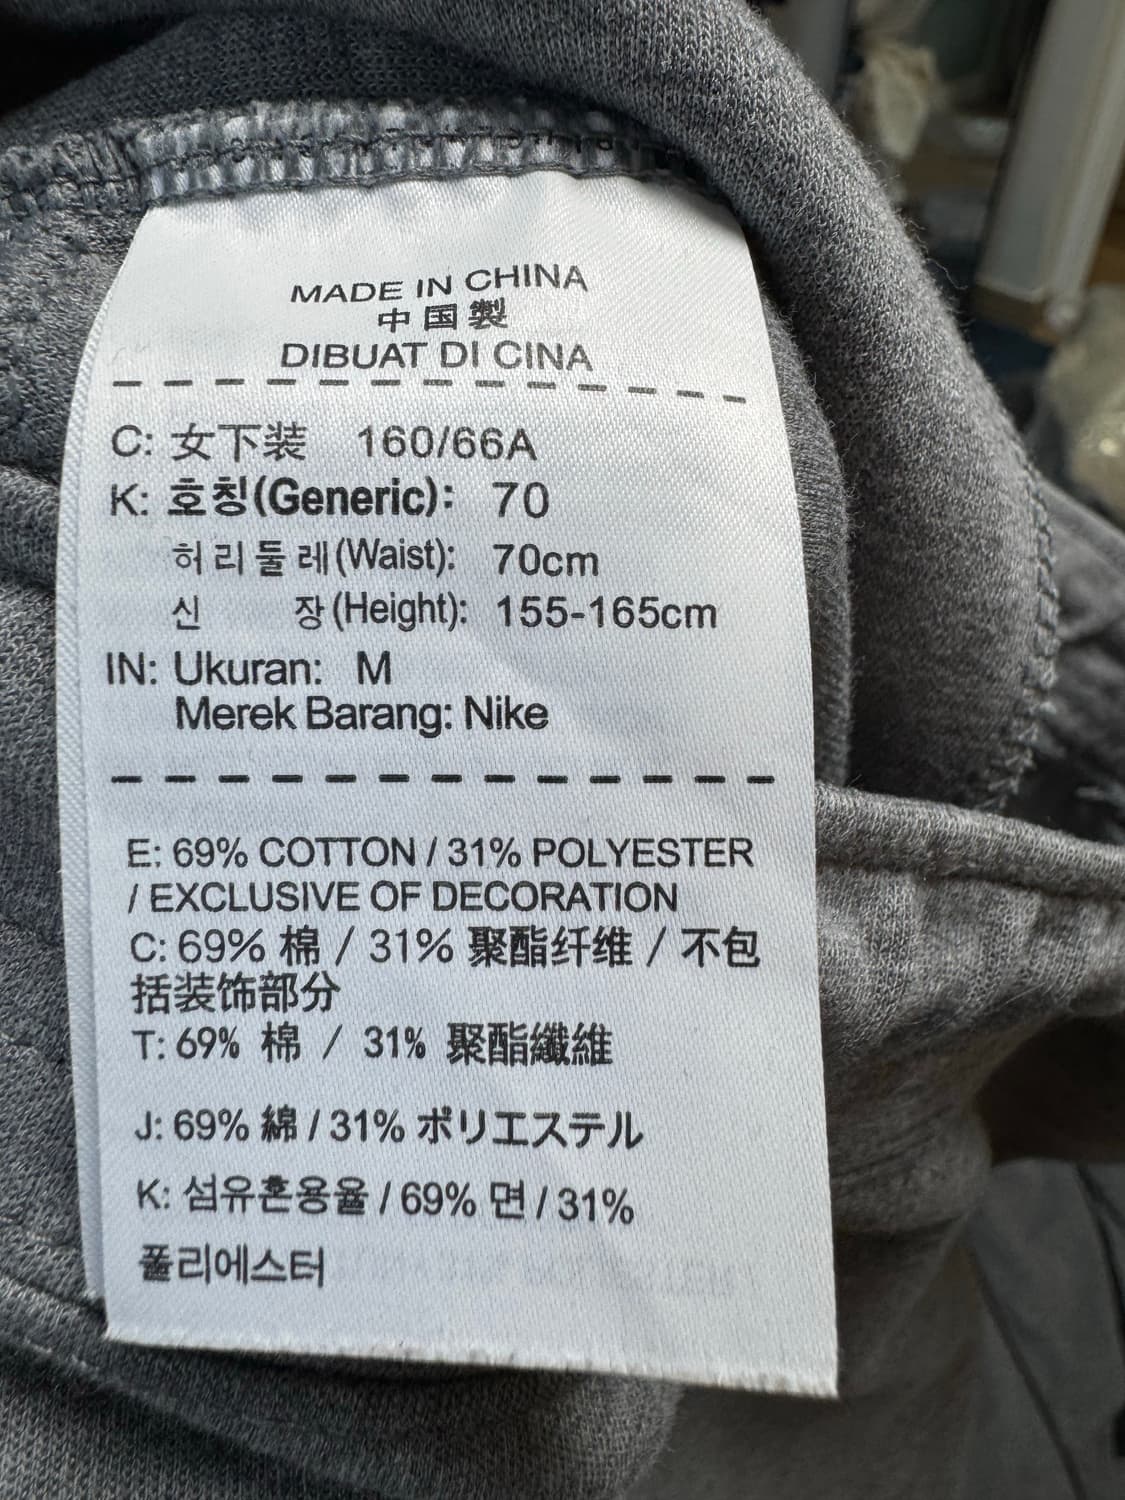 MADE IN CHINA
中国製
DIBUAT DI CINA
C: 女下装 160/66A
K: 호칭(Generic): 70
허리둘레(Waist): 70cm
신 장(Height): 155-165cm
IN: Ukuran: M
Merek Barang: Nike
E: 69% COTTON / 31% POLYESTER
/ EXCLUSIVE OF DECORATION
C: 69% 棉 / 31% 聚酯纤维 / 不包
括装饰部分
T: 69% 棉 / 31% 聚酯纖維
J: 69% 綿 / 31% ポリエステル
K: 섬유혼용율 / 69% 면 / 31%
폴리에스터